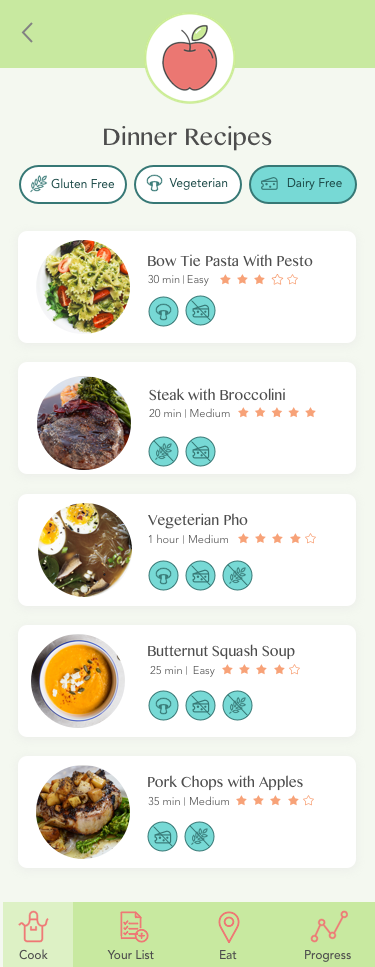 Dinner Recipes
Gluten Free
Vegeterian
Dairy Free
Bow Tie Pasta With Pesto
30 min | Easy
Steak with Broccolini
20 min | Medium
Vegeterian Pho
1 hour | Medium
Butternut Squash Soup
25 min | Easy
Pork Chops with Apples
35 min | Medium
Cook
Your List
Eat
Progress